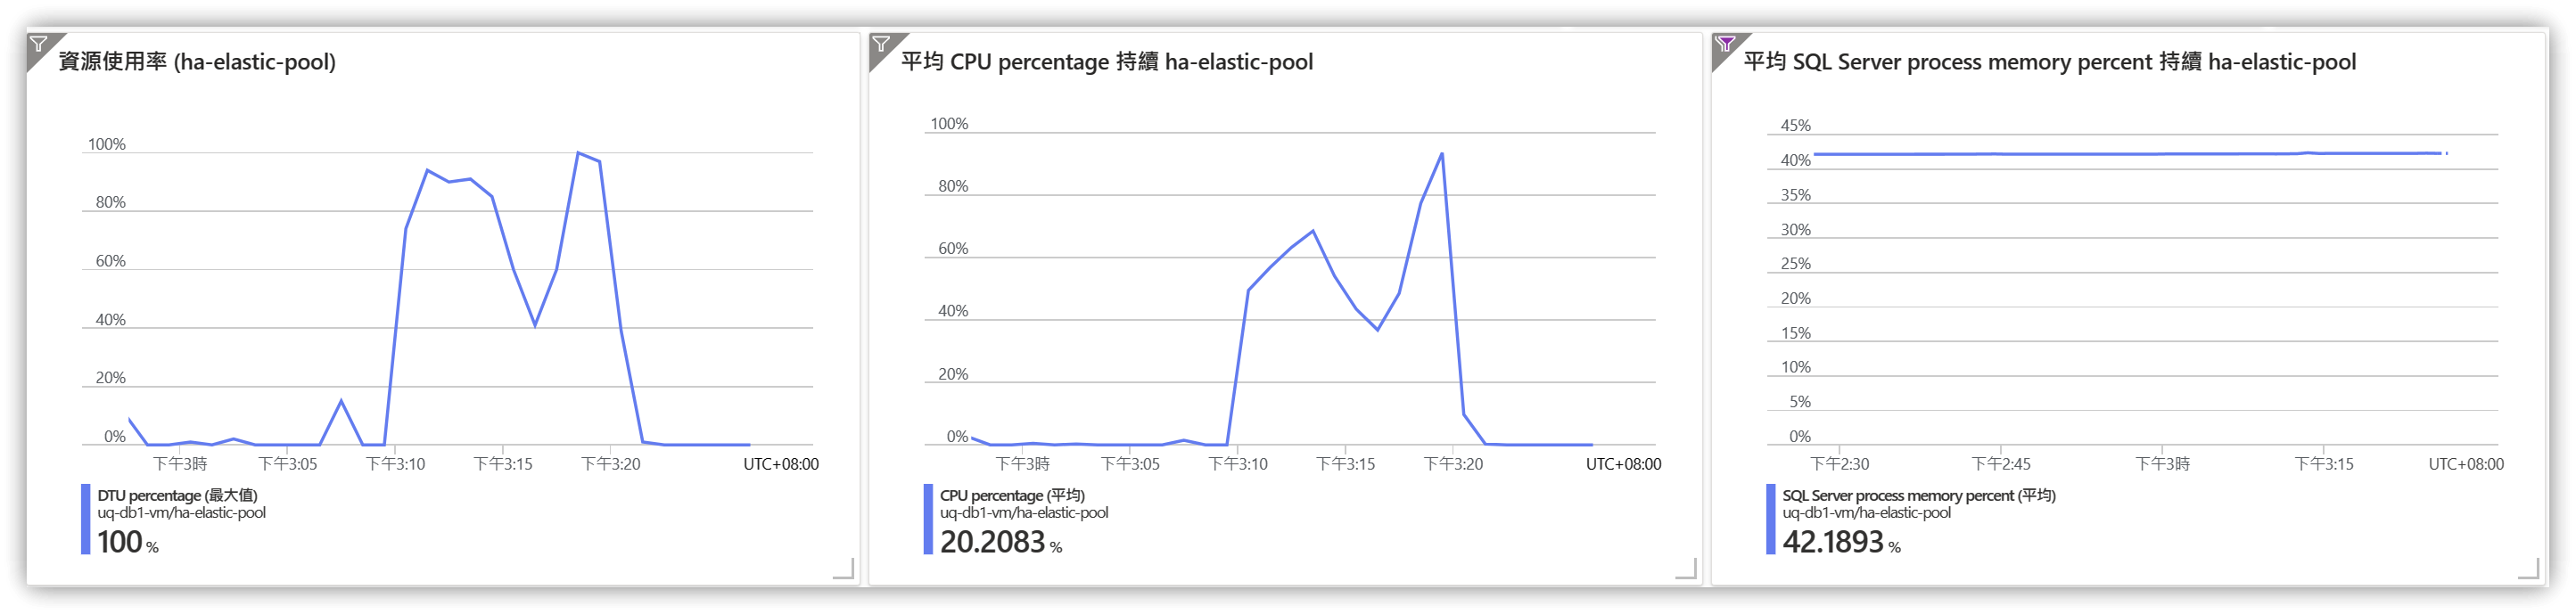 資源使用率 (ha-elastic-pool)
100%
80%
60%
40%
20%
0%
下午3時
下午3:05
下午3:10
下午3:15
下午3:20
UTC+08:00
DTU percentage (最大值)
uq-db1-vm/ha-elastic-pool
100 %
平均 CPU percentage 持續 ha-elastic-pool
100%
80%
60%
40%
20%
0%
下午3時
下午3:05
下午3:10
下午3:15
下午3:20
UTC+08:00
CPU percentage (平均)
uq-db1-vm/ha-elastic-pool
20.2083 %
平均 SQL Server process memory percent 持續 ha-elastic-pool
45%
40%
35%
30%
25%
20%
15%
10%
5%
0%
下午2:30
下午2:45
下午3時
下午3:15
UTC+08:00
SQL Server process memory percent (平均)
uq-db1-vm/ha-elastic-pool
42.1893 %